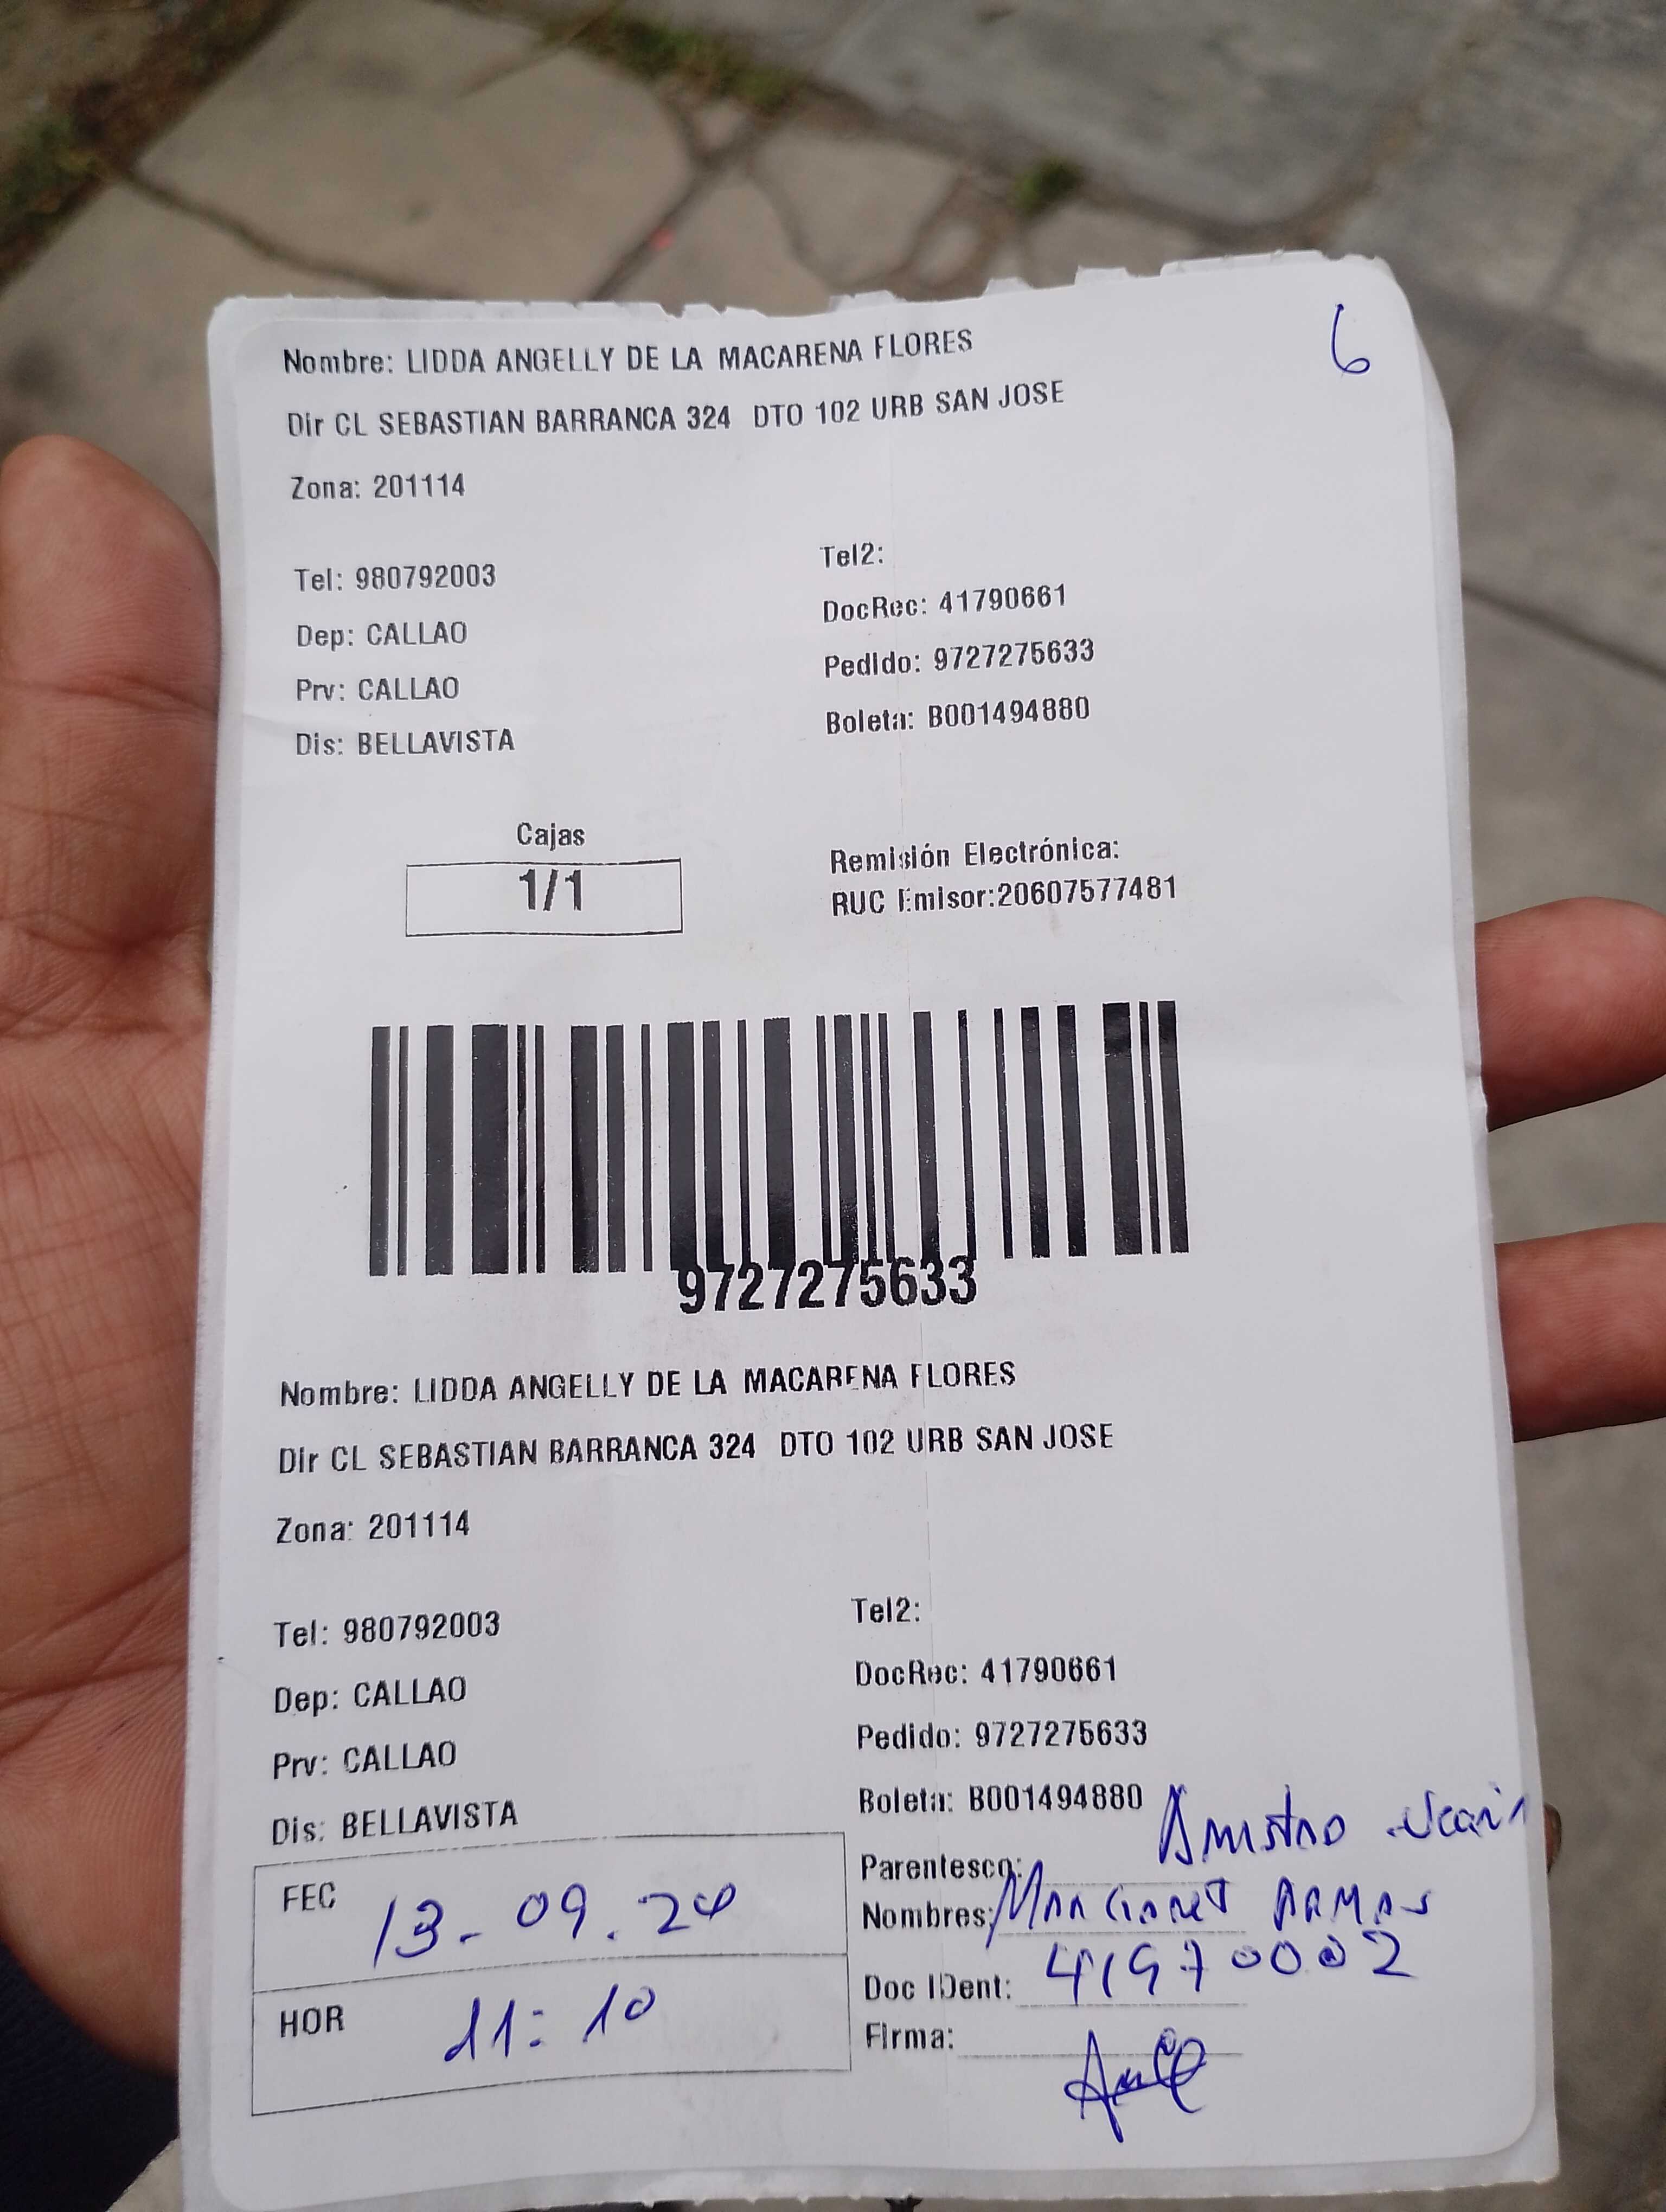 6
Nombre: LIDDA ANGELLY DE LA MACARENA FLORES
Dir CL SEBASTIAN BARRANCA 324 DTO 102 URB SAN JOSE
Zona: 201114
Tel: 980792003
Tel2:
Dep: CALLAO
DocRec: 41790661
Prv: CALLAO
Pedido: 9727275633
Dis: BELLAVISTA
Boleta: B001494880
Cajas
1/1
Remisión Electrónica:
RUC Emisor:20607577481
9727275633
Nombre: LIDDA ANGELLY DE LA MACARENA FLORES
Dir CL SEBASTIAN BARRANCA 324 DTO 102 URB SAN JOSE
Zona: 201114
Tel: 980792003
Tel2:
Dep: CALLAO
DocRec: 41790661
Prv: CALLAO
Pedido: 9727275633
Dis: BELLAVISTA
Boleta: B001494880
FEC 13-09.24
HOR 11:10
Parentesco:
Nombres: ARMAS
Doc IDent: 41970002
Firma: